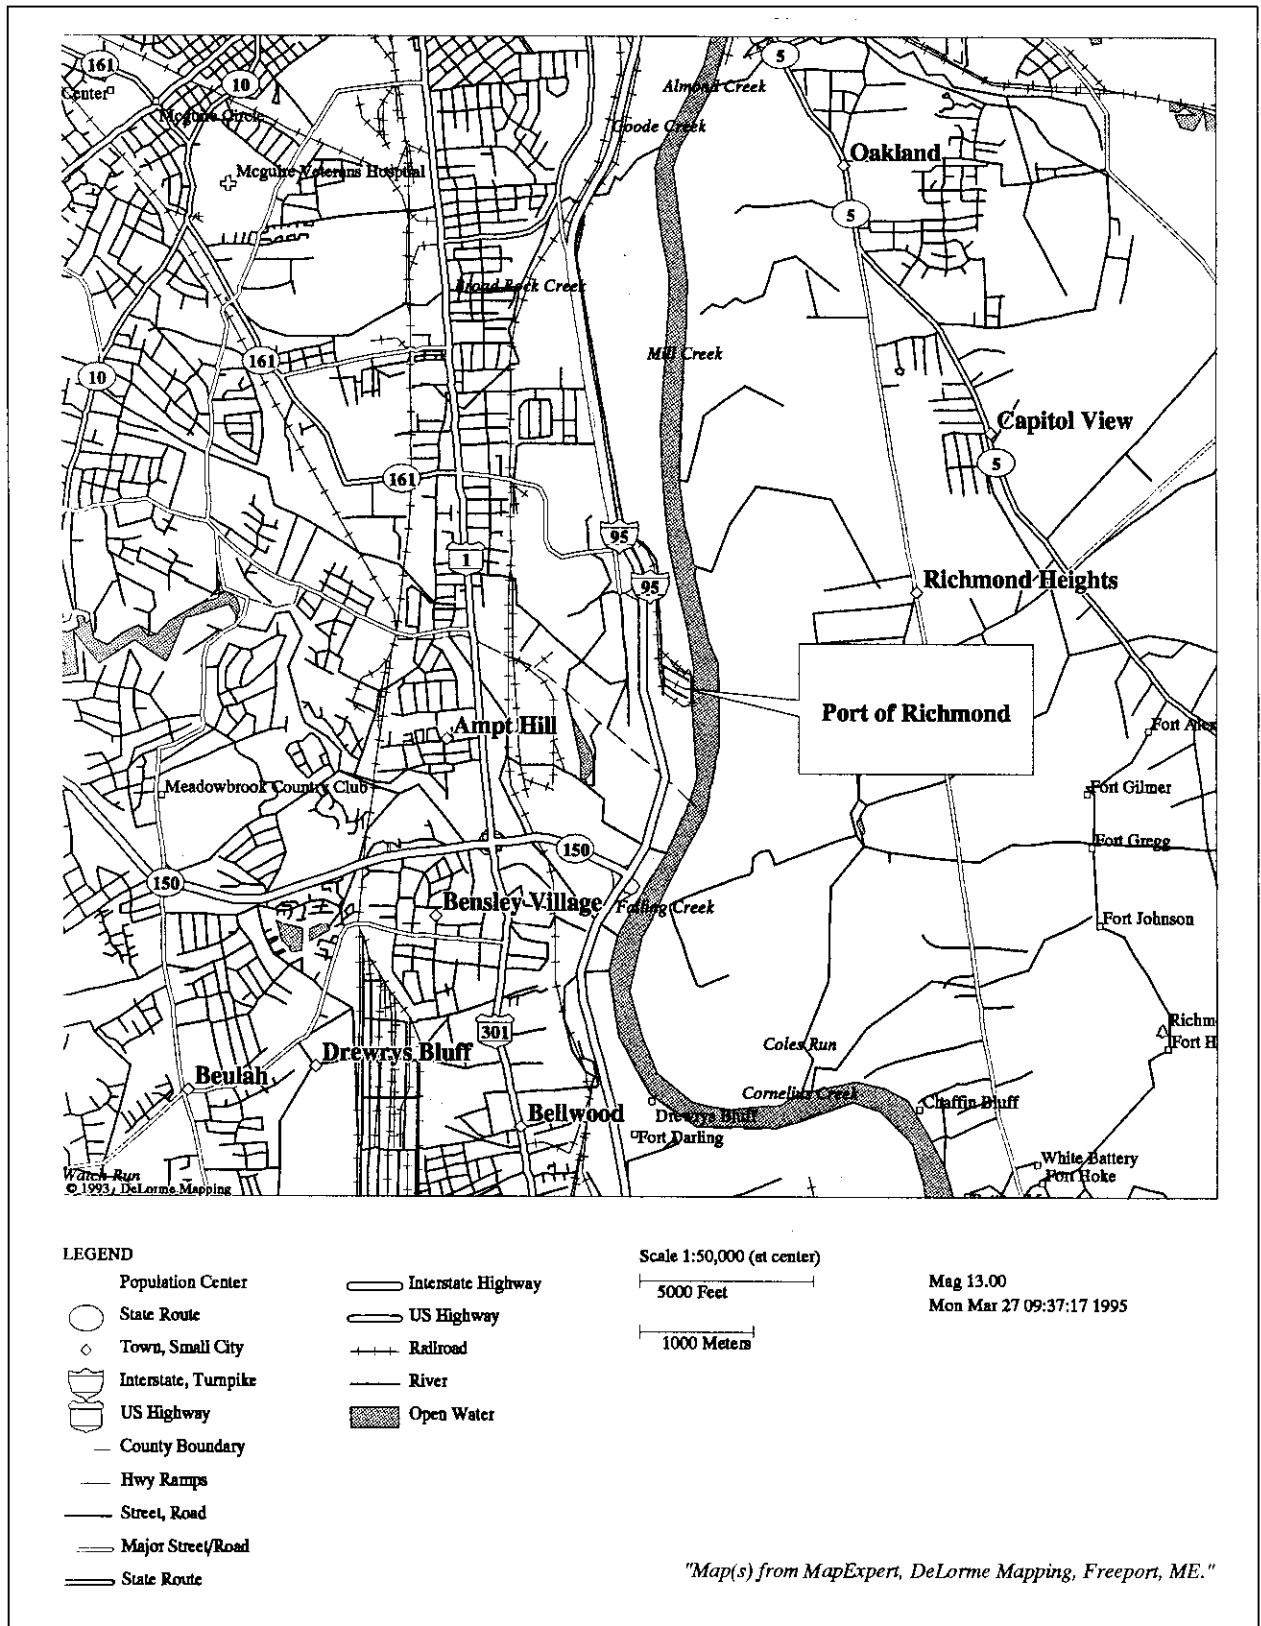 161
10
5
Center
Mcguire Circle
Almond Creek
Goode Creek
Oakland
Mcguire Veterans Hospital
5
Broad Rock Creek
Mill Creek
161
10
Capitol View
5
161
95
1
95
Richmond Heights
Port of Richmond
Ampt Hill
Fort Alex
Meadowbrook Country Club
Fort Gilmer
150
Fort Gregg
150
Bensley Village
Falling Creek
Fort Johnson
301
Richm
Coles Run
Fort H
Drewrys Bluff
Beulah
Cornelius Creek
Chaffin Bluff
Bellwood
Drewrys Bluff
Fort Darling
White Battery
Fort Hoke
Watch Run
© 1993, DeLorme Mapping
LEGEND
Population Center
State Route
Town, Small City
Interstate, Turnpike
US Highway
County Boundary
Hwy Ramps
Street, Road
Major Street/Road
State Route
Interstate Highway
US Highway
Railroad
River
Open Water
Scale 1:50,000 (at center)
5000 Feet
1000 Meters
Mag 13.00
Mon Mar 27 09:37:17 1995
"Map(s) from MapExpert, DeLorme Mapping, Freeport, ME."